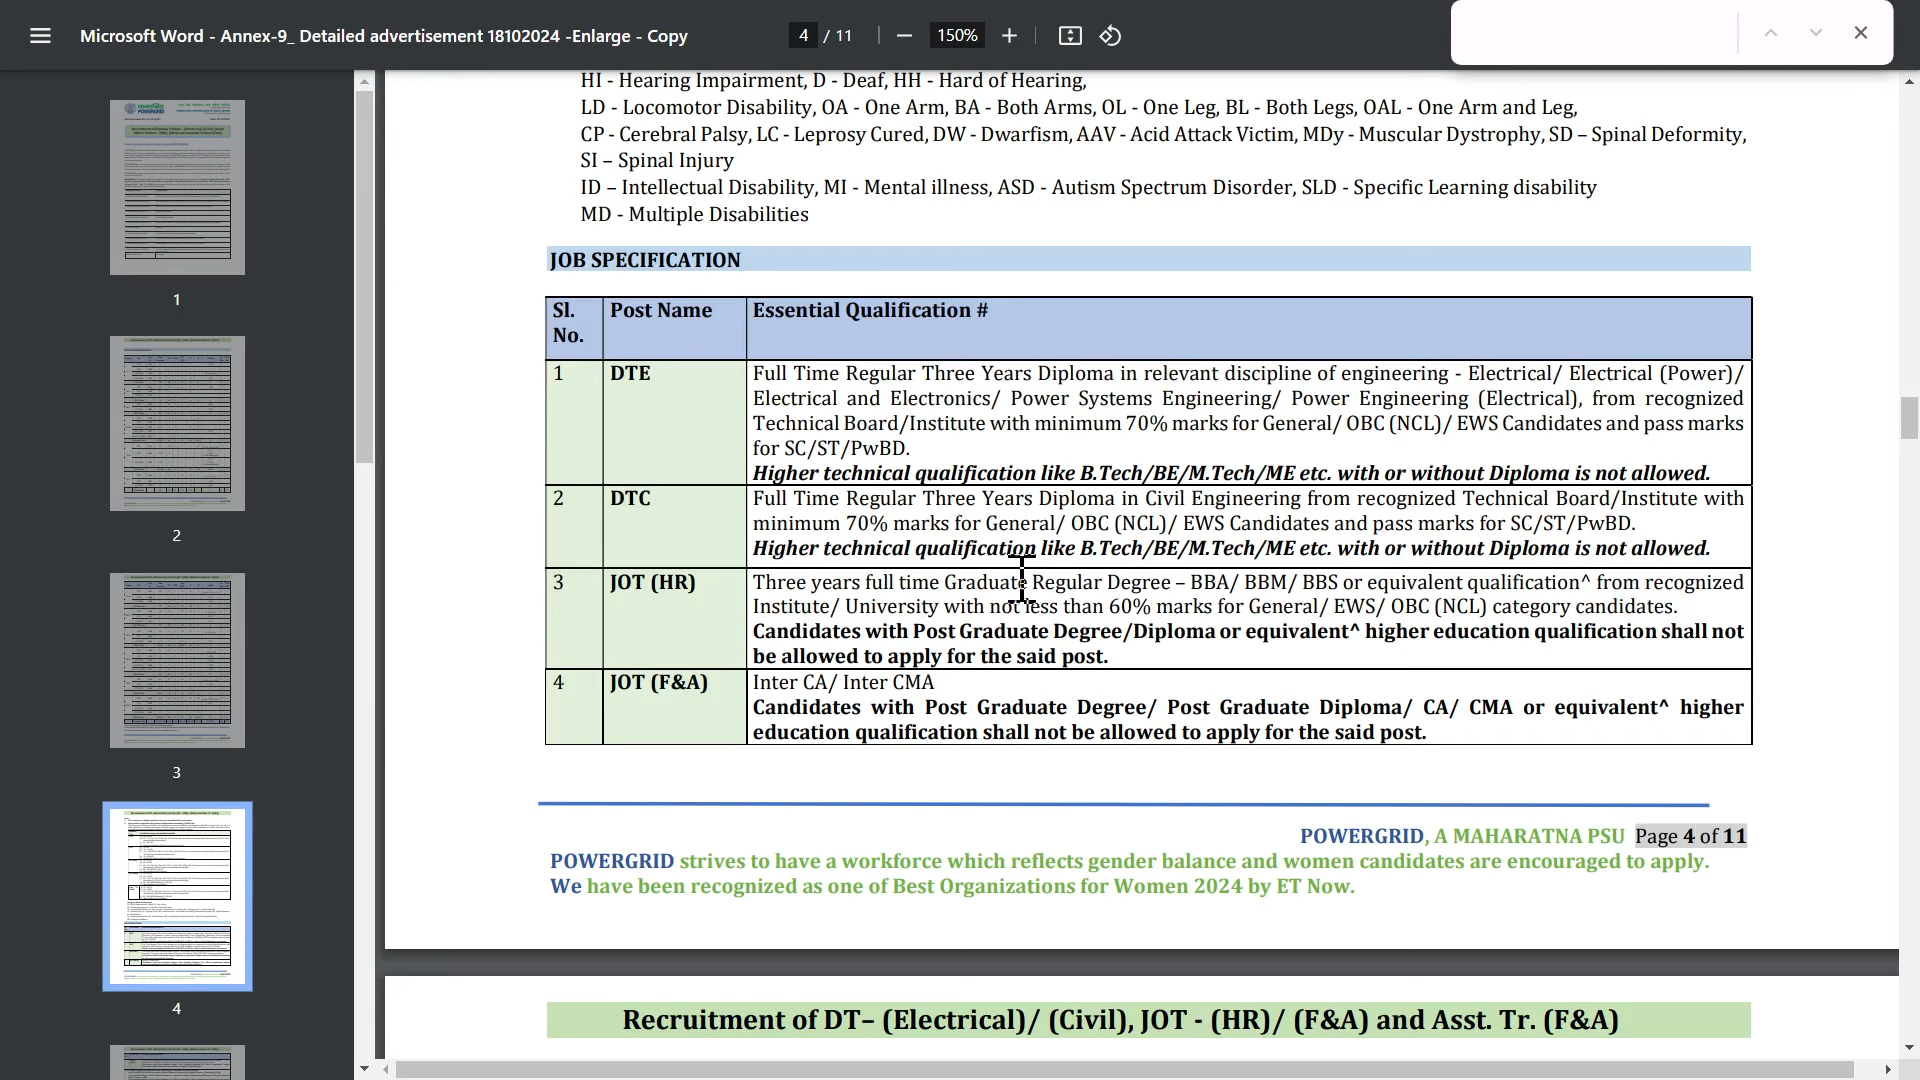 Microsoft Word - Annex-9_ Detailed advertisement 18102024 -Enlarge - Copy
4 / 11
150%
HI - Hearing Impairment, D - Deaf, HH - Hard of Hearing,
LD - Locomotor Disability, OA - One Arm, BA - Both Arms, OL - One Leg, BL - Both Legs, OAL - One Arm and Leg,
CP - Cerebral Palsy, LC - Leprosy Cured, DW - Dwarfism, AAV - Acid Attack Victim, MDy - Muscular Dystrophy, SD – Spinal Deformity,
SI – Spinal Injury
ID – Intellectual Disability, MI - Mental illness, ASD - Autism Spectrum Disorder, SLD - Specific Learning disability
MD - Multiple Disabilities
JOB SPECIFICATION
Sl. No.
Post Name
Essential Qualification #
1
DTE
Full Time Regular Three Years Diploma in relevant discipline of engineering - Electrical/ Electrical (Power)/
Electrical and Electronics/ Power Systems Engineering/ Power Engineering (Electrical), from recognized
Technical Board/Institute with minimum 70% marks for General/ OBC (NCL)/ EWS Candidates and pass marks
for SC/ST/PwBD.
Higher technical qualification like B.Tech/BE/M.Tech/ME etc. with or without Diploma is not allowed.
2
DTC
Full Time Regular Three Years Diploma in Civil Engineering from recognized Technical Board/Institute with
minimum 70% marks for General/ OBC (NCL)/ EWS Candidates and pass marks for SC/ST/PwBD.
Higher technical qualification like B.Tech/BE/M.Tech/ME etc. with or without Diploma is not allowed.
3
JOT (HR)
Three years full time Graduate Regular Degree – BBA/ BBM/ BBS or equivalent qualification^ from recognized
Institute/ University with not less than 60% marks for General/ EWS/ OBC (NCL) category candidates.
Candidates with Post Graduate Degree/Diploma or equivalent^ higher education qualification shall not
be allowed to apply for the said post.
4
JOT (F&A)
Inter CA/ Inter CMA
Candidates with Post Graduate Degree/ Post Graduate Diploma/ CA/ CMA or equivalent^ higher
education qualification shall not be allowed to apply for the said post.
POWERGRID, A MAHARATNA PSU Page 4 of 11
POWERGRID strives to have a workforce which reflects gender balance and women candidates are encouraged to apply.
We have been recognized as one of Best Organizations for Women 2024 by ET Now.
Recruitment of DT– (Electrical)/ (Civil), JOT - (HR)/ (F&A) and Asst. Tr. (F&A)
POWERGRID
1
2
3
4